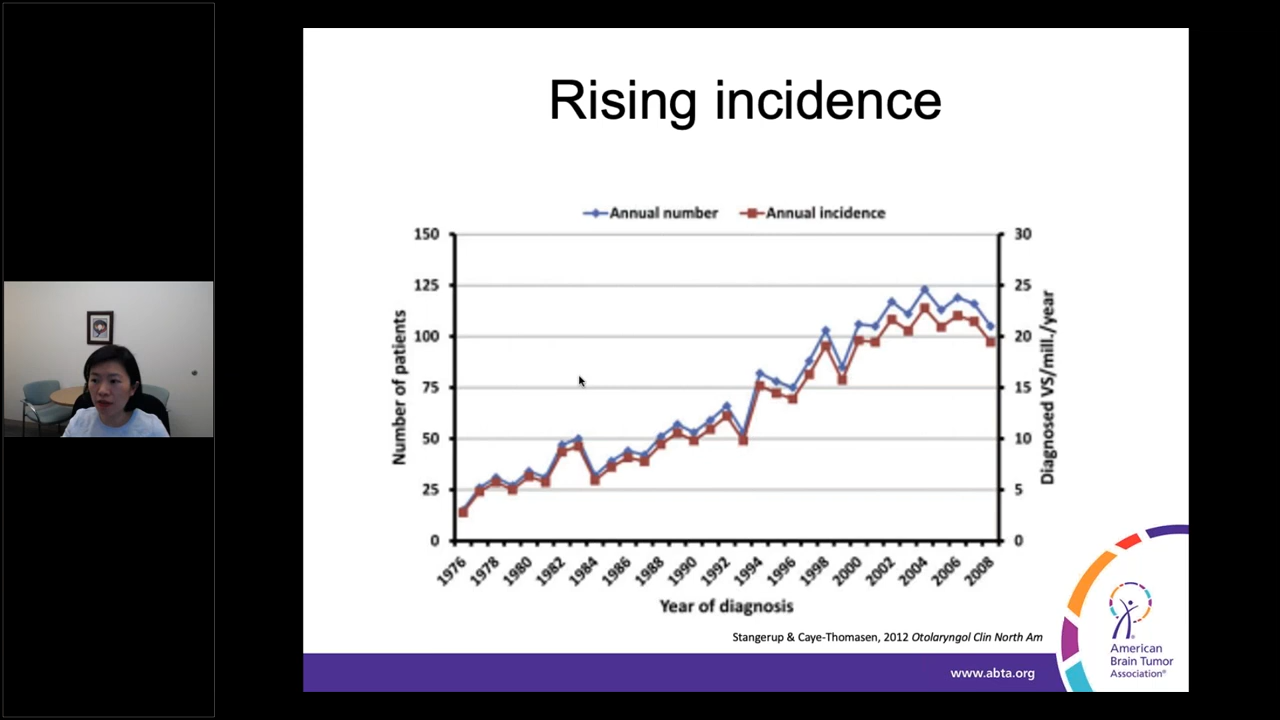 Rising incidence
Annual number
Annual incidence
150
125
100
75
50
25
0
Number of patients
30
25
20
15
10
5
0
Diagnosed VS/mill./year
1976
1978
1980
1982
1984
1986
1988
1990
1992
1994
1996
1998
2000
2002
2004
2006
2008
Year of diagnosis
Stangerup & Caye-Thomasen, 2012 Otolaryngol Clin North Am
www.abta.org
American
Brain Tumor
Association®